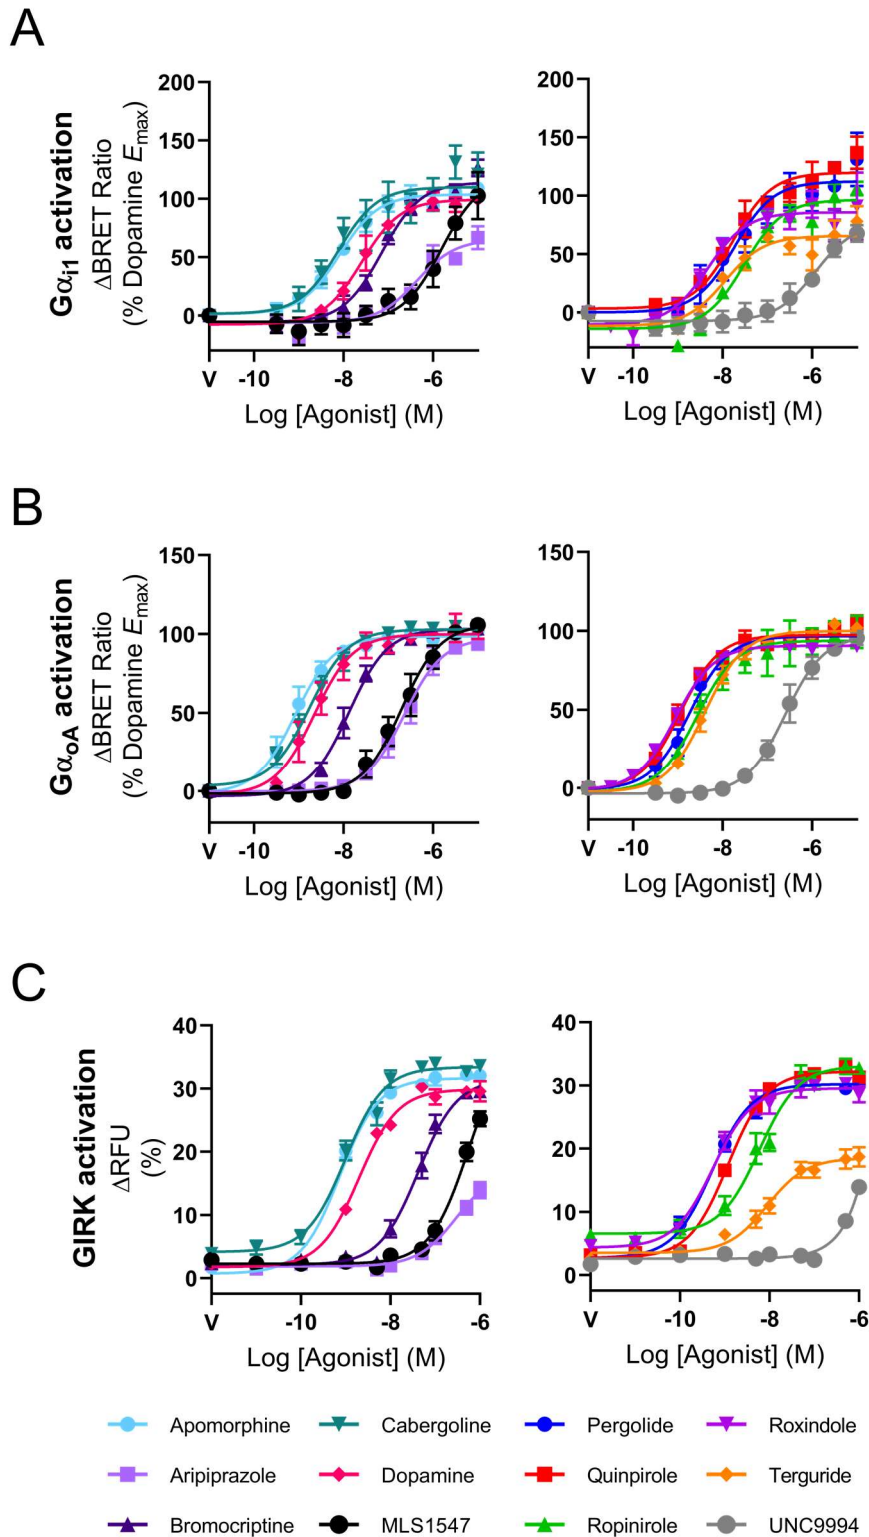 A
Gαi1 activation
ΔBRET Ratio
(% Dopamine Emax)
200
150
100
50
0
V -10 -8 -6
Log [Agonist] (M)
200
150
100
50
0
V -10 -8 -6
Log [Agonist] (M)
B
GαoA activation
ΔBRET Ratio
(% Dopamine Emax)
150
100
50
0
V -10 -8 -6
Log [Agonist] (M)
150
100
50
0
V -10 -8 -6
Log [Agonist] (M)
C
GIRK activation
ΔRFU
(%)
40
30
20
10
0
V -10 -8 -6
Log [Agonist] (M)
40
30
20
10
0
V -10 -8 -6
Log [Agonist] (M)
Apomorphine Cabergoline Pergolide Roxindole
Aripiprazole Dopamine Quinpirole Terguride
Bromocriptine MLS1547 Ropinirole UNC9994